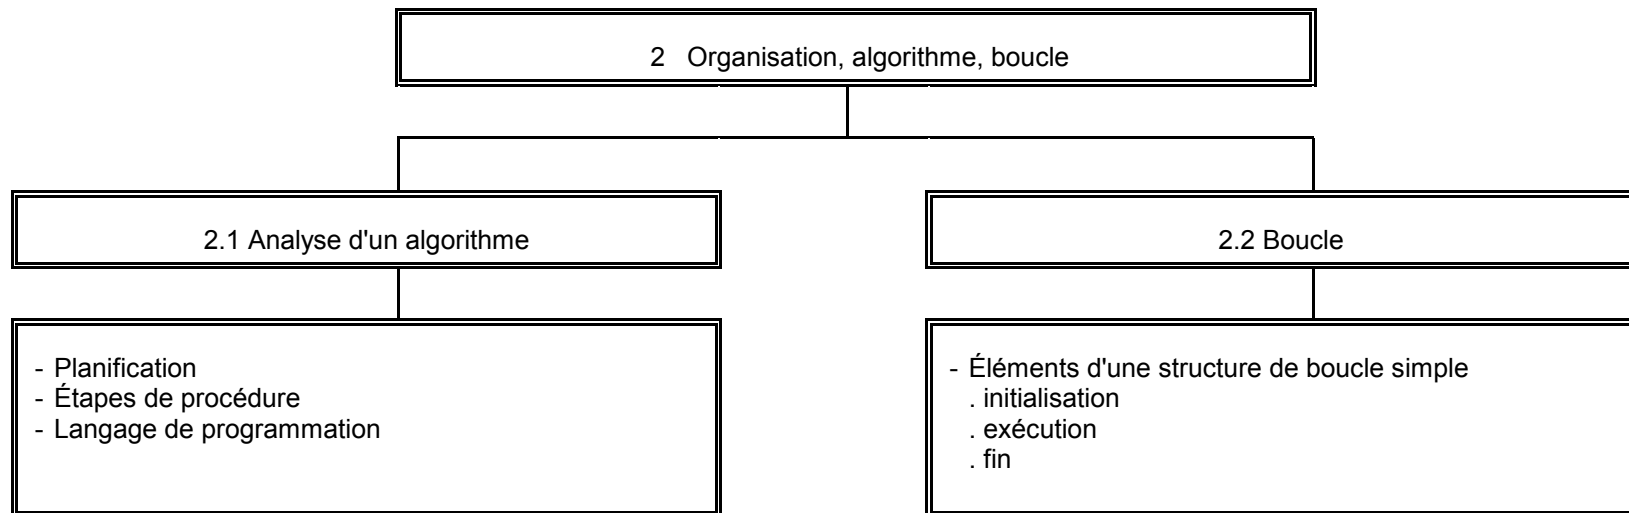 2 Organisation, algorithme, boucle
2.1 Analyse d'un algorithme
2.2 Boucle
- Planification
- Étapes de procédure
- Langage de programmation
- Éléments d'une structure de boucle simple
. initialisation
. exécution
. fin